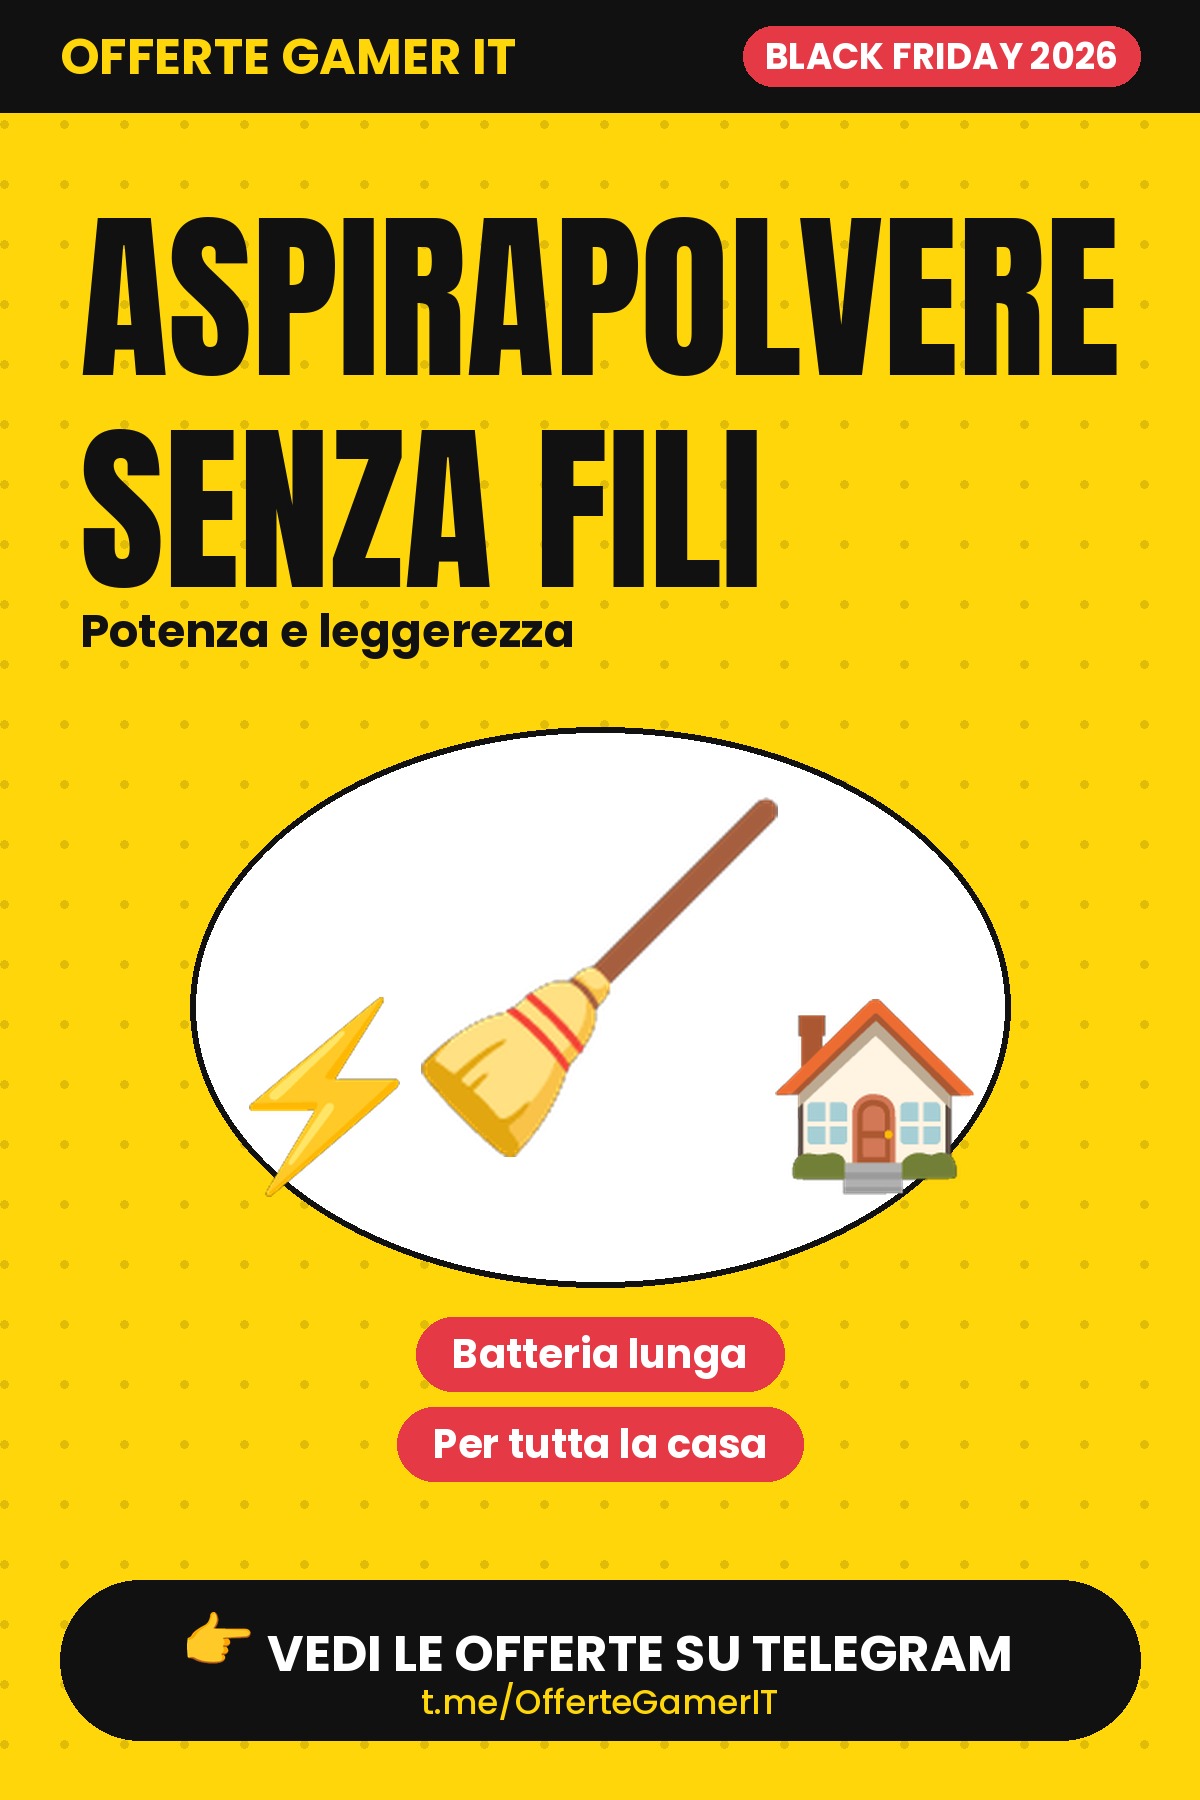 OFFERTE GAMER IT
BLACK FRIDAY 2026
ASPIRAPOLVERE
SENZA FILI
Potenza e leggerezza
Batteria lunga
Per tutta la casa
👉 VEDI LE OFFERTE SU TELEGRAM
t.me/OfferteGamerIT